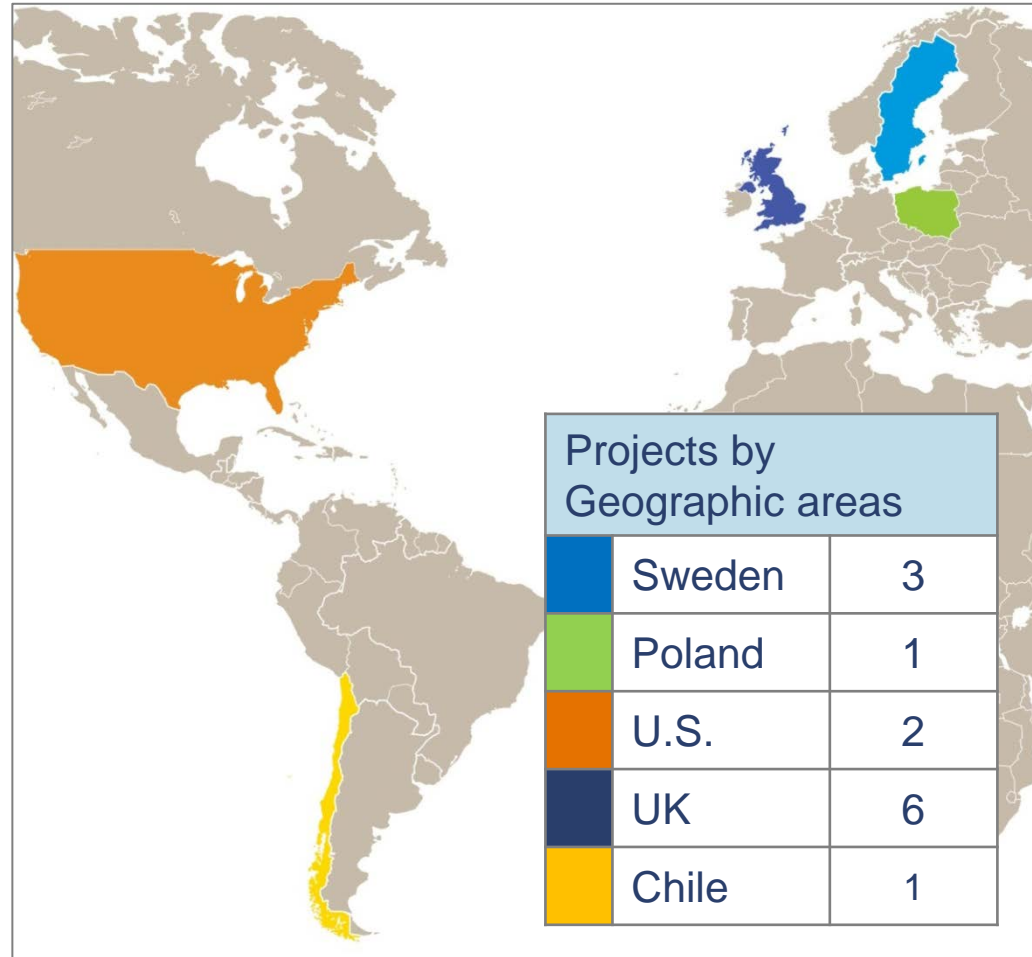 Projects by
Geographic areas
Sweden 3
Poland 1
U.S. 2
UK 6
Chile 1